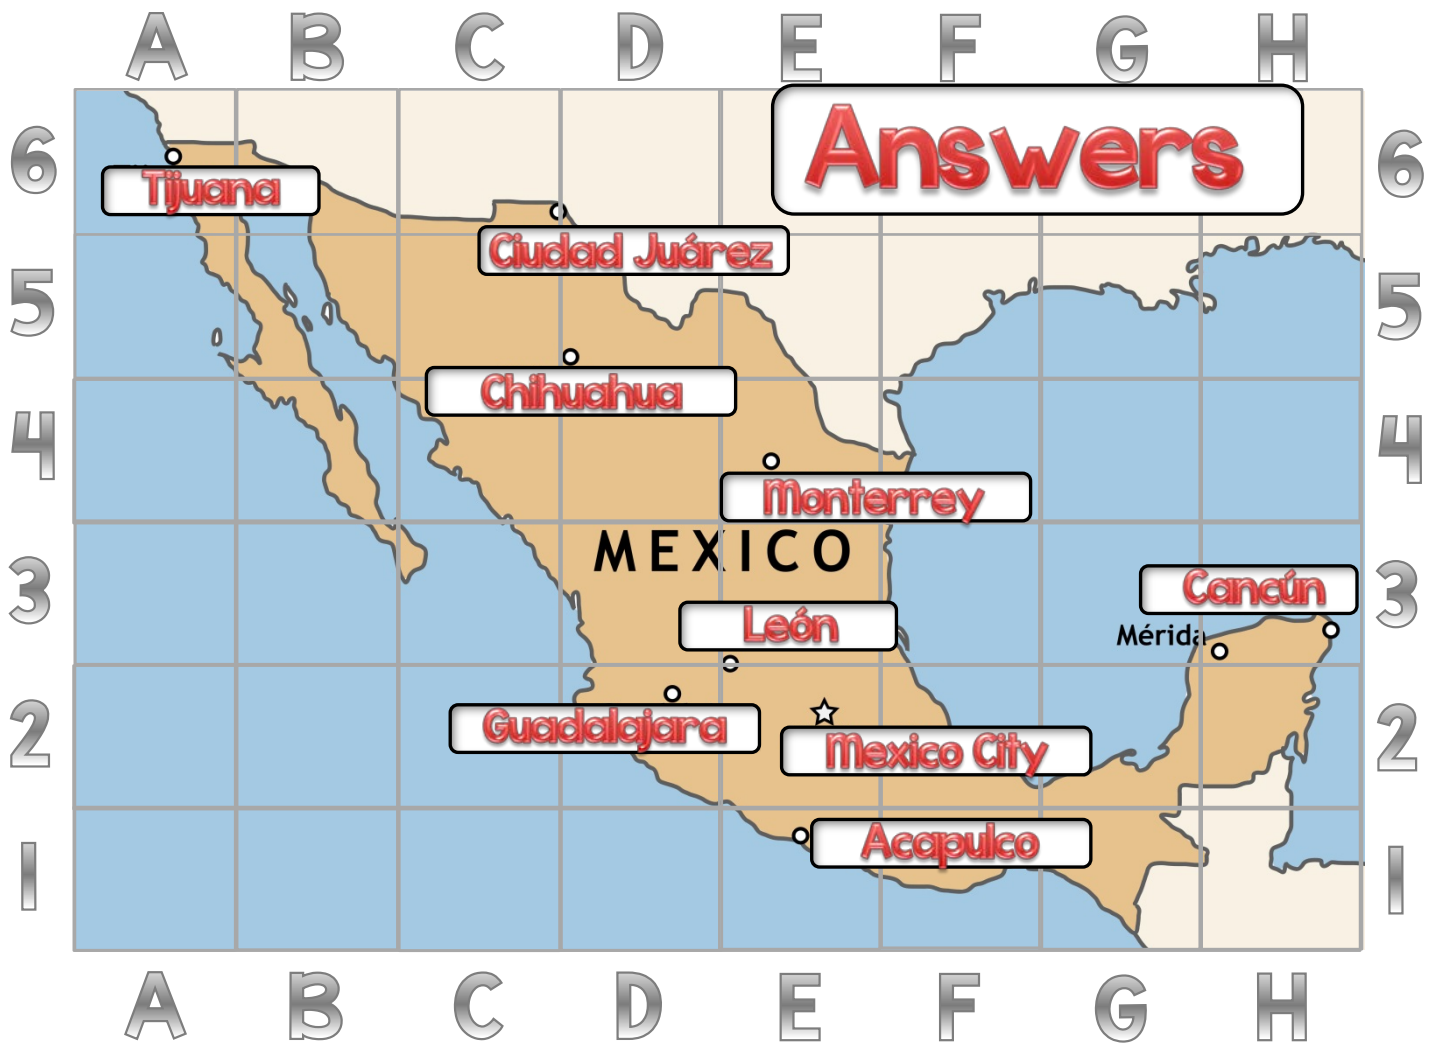 A B C D E F G H
Answers
6 6
Tijuana
Ciudad Juárez
5 5
Chihuahua
4 4
Monterrey
MEXICO
Cancún
3 3
León
Mérida
Guadalajara
2 2
Mexico City
Acapulco
1 1
A B C D E F G H